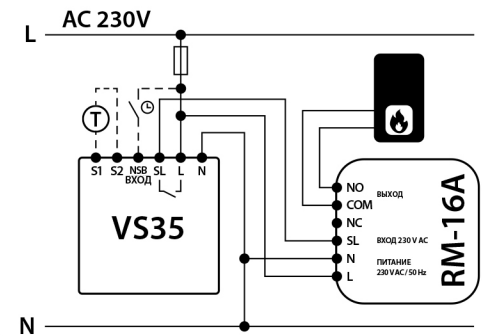 AC 230V
L
T
S1 S2 NSB SL L N
ВХОД
VS35
NO ВЫХОД
COM
NC
SL ВХОД 230 V AC
N ПИТАНИЕ
L 230 V AC/50 Hz
RM-16A
N